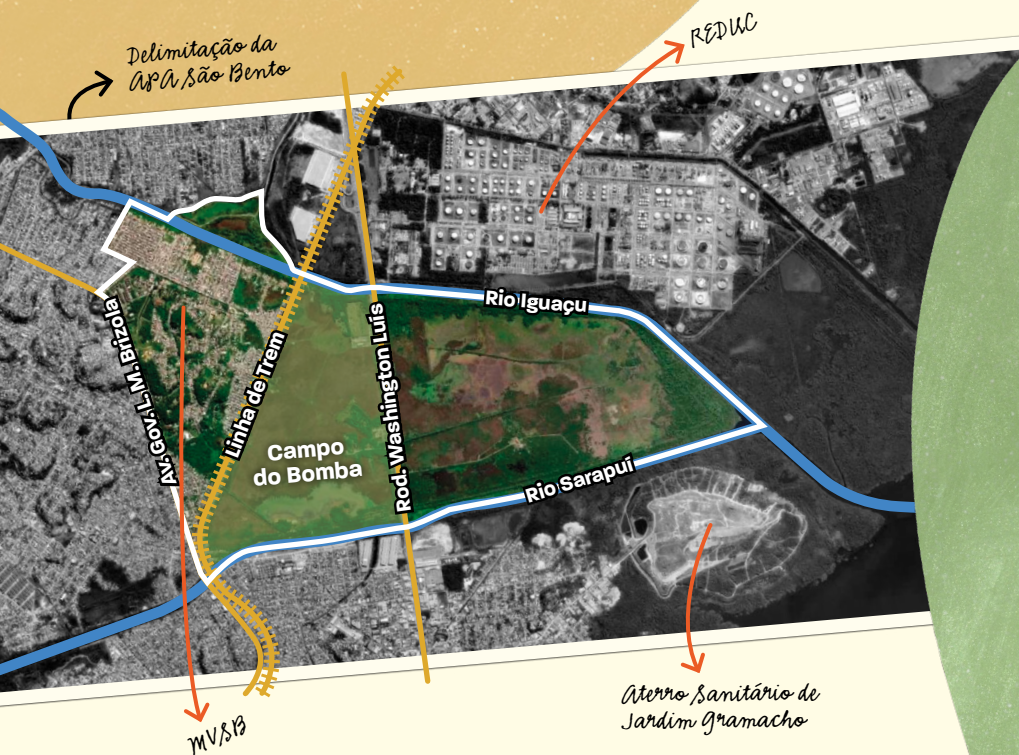 Delimitação da
APA São Bento
REDUC
Rio Iguaçu
Av. Gov. L. M. Brizola
Linha de Trem
Rod. Washington Luís
Campo
do Bomba
Rio Sarapuí
MVSB
Aterro Sanitário de
Jardim Gramacho